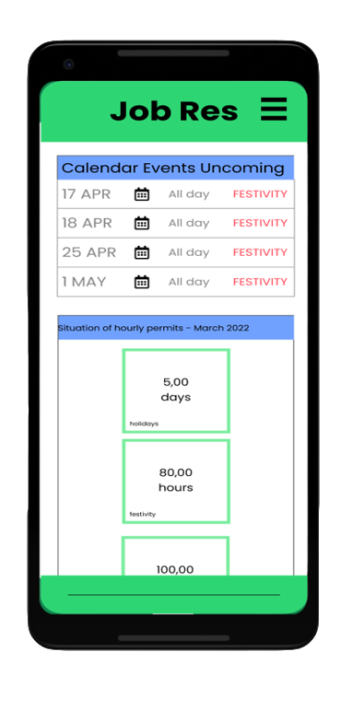 Job Res
Calendar Events Uncoming
17 APR All day FESTIVITY
18 APR All day FESTIVITY
25 APR All day FESTIVITY
1 MAY All day FESTIVITY
Situation of hourly permits - March 2022
5,00
days
holidays
80,00
hours
festivity
100,00